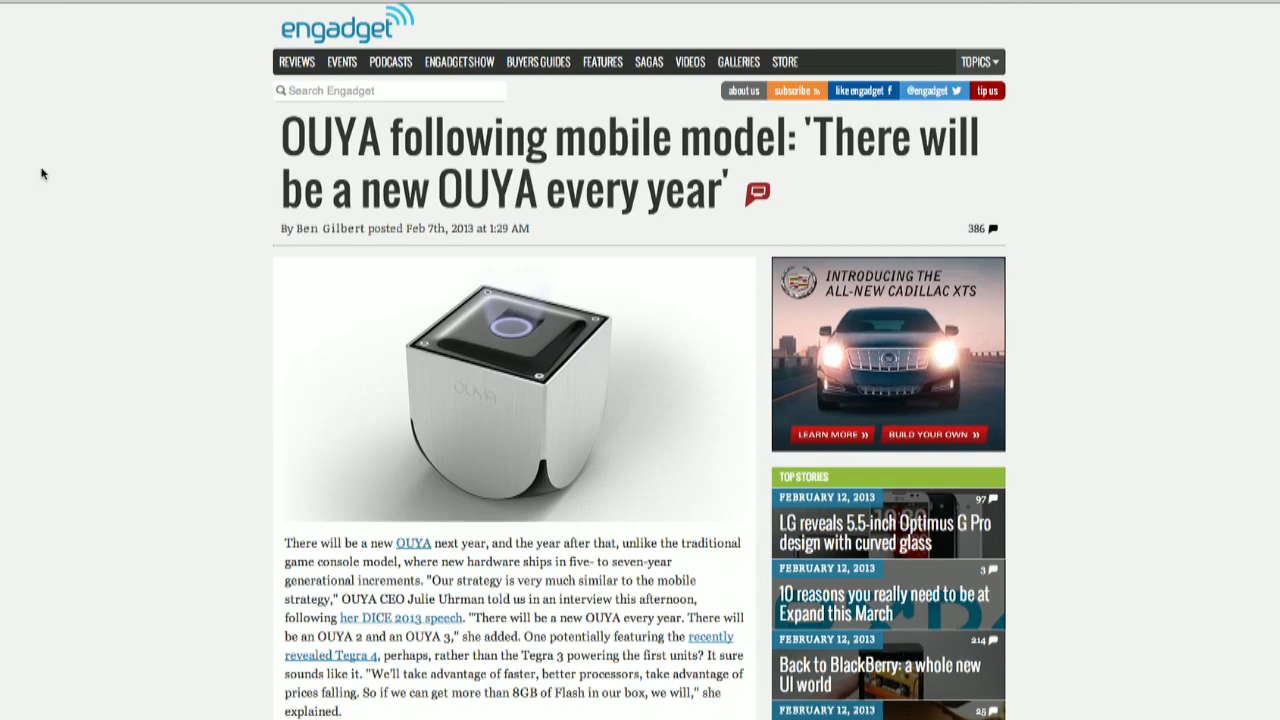 engadget
REVIEWS EVENTS PODCASTS ENGADGET SHOW BUYERS GUIDES FEATURES SAGAS VIDEOS GALLERIES STORE TOPICS
Search Engadget
about us subscribe like engadget f @engadget tip us
OUYA following mobile model: 'There will
be a new OUYA every year'
By Ben Gilbert posted Feb 7th, 2013 at 1:29 AM
386
OUYA
There will be a new OUYA next year, and the year after that, unlike the traditional
game console model, where new hardware ships in five- to seven-year
generational increments. "Our strategy is very much similar to the mobile
strategy," OUYA CEO Julie Uhrman told us in an interview this afternoon,
following her DICE 2013 speech. "There will be a new OUYA every year. There will
be an OUYA 2 and an OUYA 3," she added. One potentially featuring the recently
revealed Tegra 4, perhaps, rather than the Tegra 3 powering the first units? It sure
sounds like it. "We'll take advantage of faster, better processors, take advantage of
prices falling. So if we can get more than 8GB of Flash in our box, we will," she
explained.
INTRODUCING THE
ALL-NEW CADILLAC XTS
LEARN MORE »
BUILD YOUR OWN »
TOP STORIES
FEBRUARY 12, 2013 97
LG reveals 5.5-inch Optimus G Pro
design with curved glass
FEBRUARY 12, 2013 3
10 reasons you really need to be at
Expand this March
FEBRUARY 12, 2013 214
Back to BlackBerry: a whole new
UI world
FEBRUARY 12, 2013 25